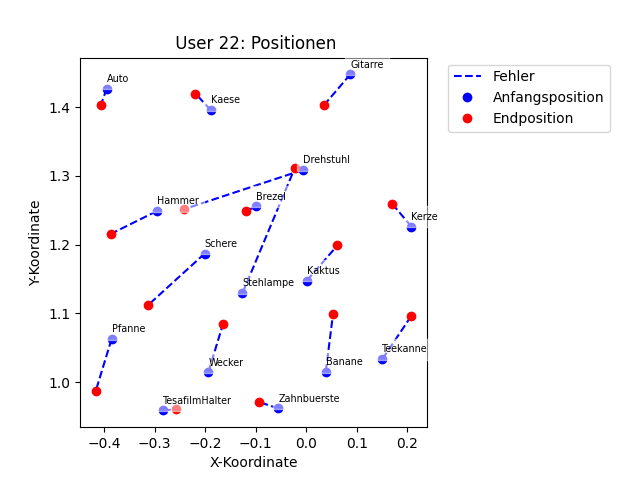 User 22: Positionen
Fehler
Anfangsposition
Endposition
Gitarre
Auto
Kaese
Drehstuhl
Hammer
Brezel
Kerze
Schere
Kaktus
Stehlampe
Pfanne
Teekanne
Wecker
Banane
TesafilmHalter
Zahnbuerste
1.4
1.3
1.2
1.1
1.0
Y-Koordinate
−0.4 −0.3 −0.2 −0.1 0.0 0.1 0.2
X-Koordinate